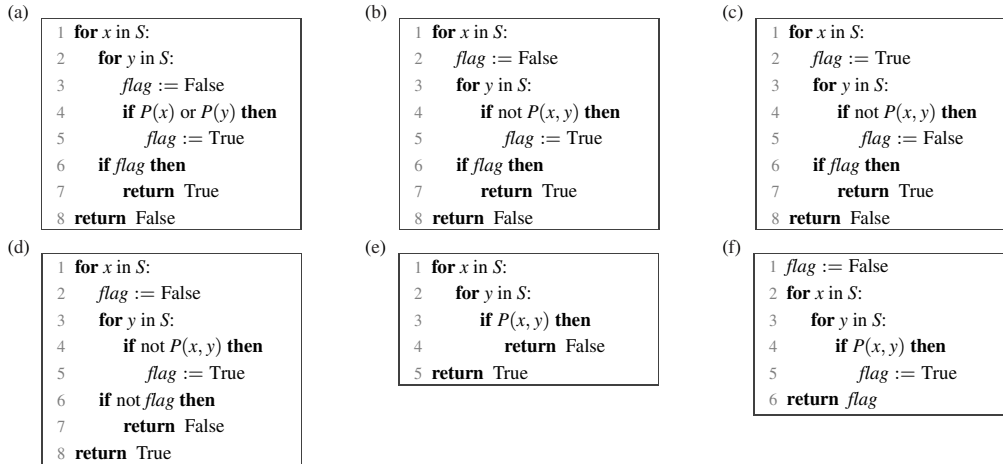 (a)
1 for x in S:
2 for y in S:
3 flag := False
4 if P(x) or P(y) then
5 flag := True
6 if flag then
7 return True
8 return False
(b)
1 for x in S:
2 flag := False
3 for y in S:
4 if not P(x, y) then
5 flag := True
6 if flag then
7 return True
8 return False
(c)
1 for x in S:
2 flag := True
3 for y in S:
4 if not P(x, y) then
5 flag := False
6 if flag then
7 return True
8 return False
(d)
1 for x in S:
2 flag := False
3 for y in S:
4 if not P(x, y) then
5 flag := True
6 if not flag then
7 return False
8 return True
(e)
1 for x in S:
2 for y in S:
3 if P(x, y) then
4 return False
5 return True
(f)
1 flag := False
2 for x in S:
3 for y in S:
4 if P(x, y) then
5 flag := True
6 return flag